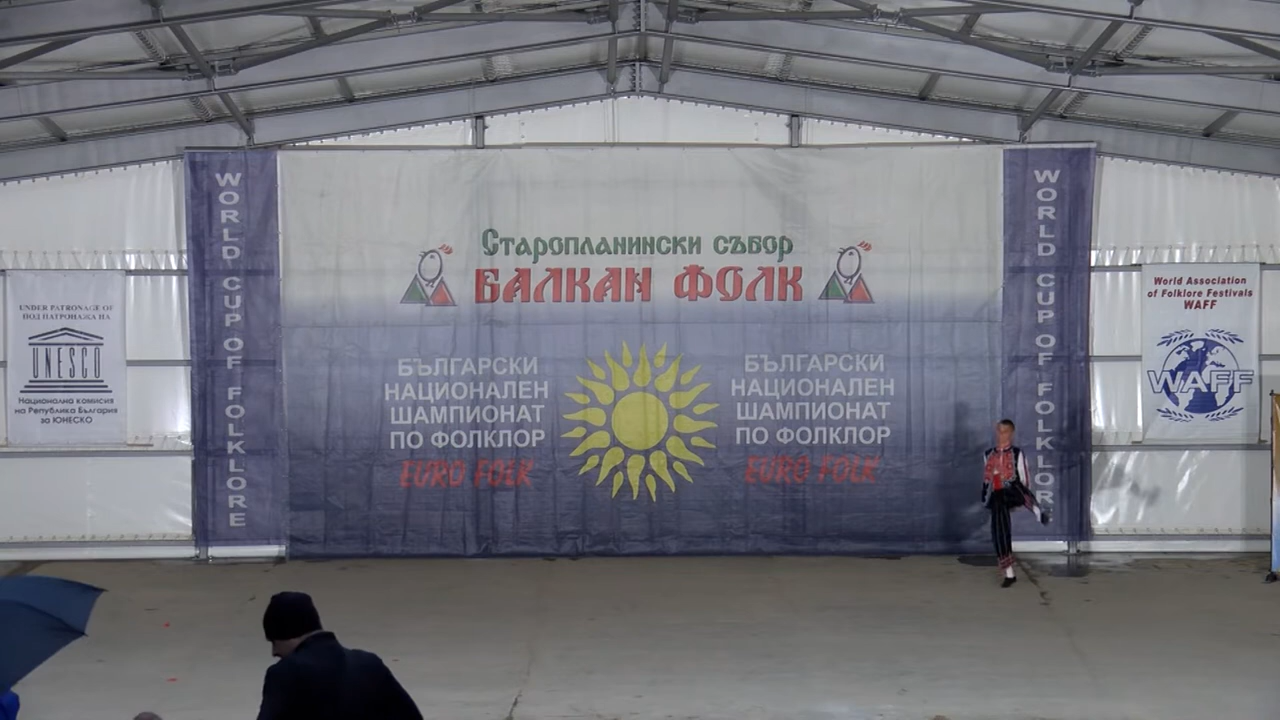 WORLD CUP OF FOLKLORE
UNDER PATRONAGE OF
ПОД ПАТРОНАЖА НА
UNESCO
Национална комисия
на Република България
за ЮНЕСКО
Старопланински събор
БАЛКАН ФОЛК
БЪЛГАРСКИ
НАЦИОНАЛЕН
ШАМПИОНАТ
ПО ФОЛКЛОР
EURO FOLK
БЪЛГАРСКИ
НАЦИОНАЛЕН
ШАМПИОНАТ
ПО ФОЛКЛОР
EURO FOLK
WORLD CUP OF FOLKLOR
World Association
of Folklore Festivals
WAFF
WAFF